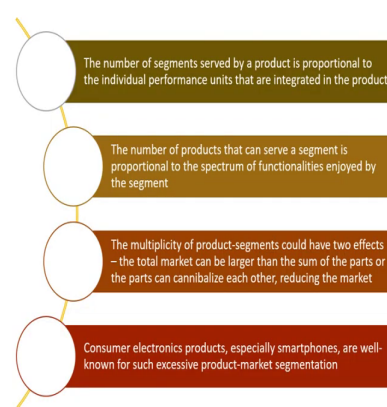 The number of segments served by a product is proportional to
the individual performance units that are integrated in the product
The number of products that can serve a segment is
proportional to the spectrum of functionalities enjoyed by
the segment
The multiplicity of product-segments could have two effects
– the total market can be larger than the sum of the parts or
the parts can cannibalize each other, reducing the market
Consumer electronics products, especially smartphones, are well-
known for such excessive product-market segmentation